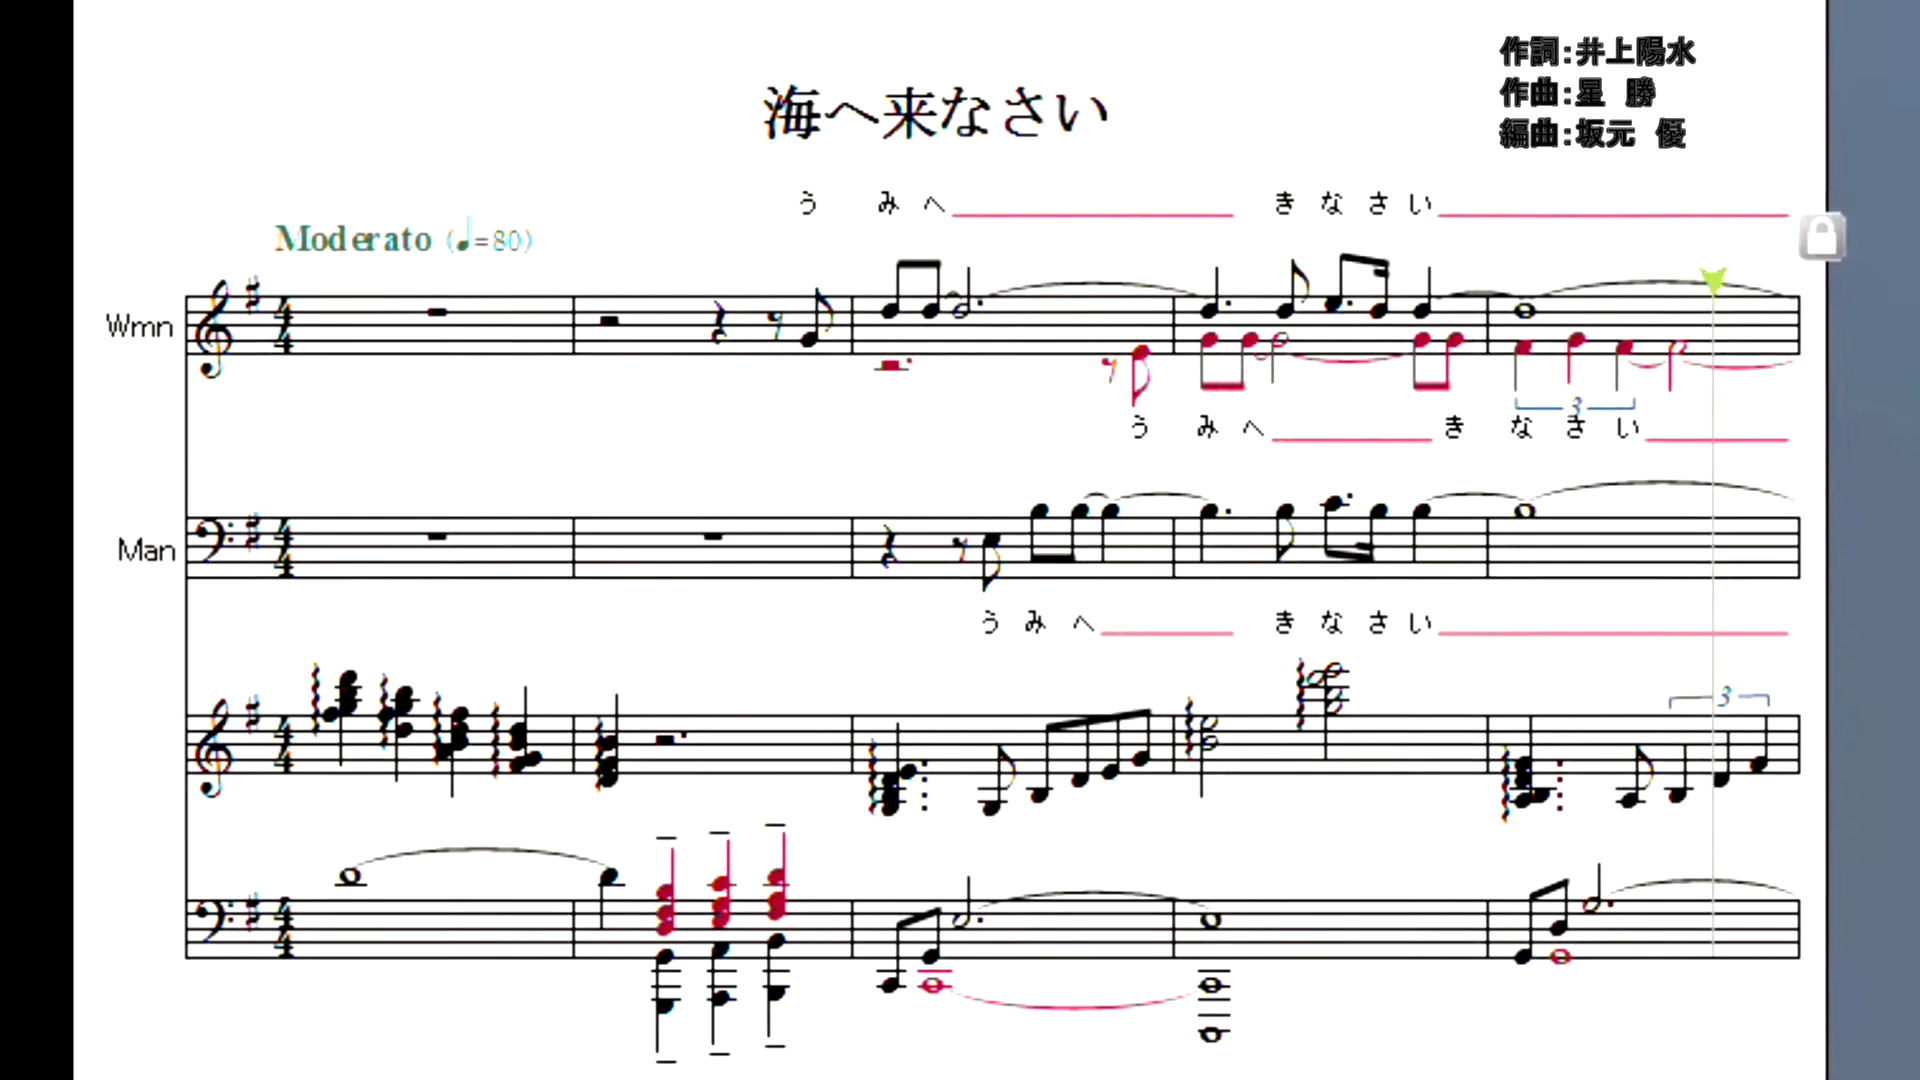 作詞:井上陽水
作曲:星 勝
編曲:坂元 優
海へ来なさい
う み へ き な さ い
Moderato (♩=80)
Wmn
3
う み へ き な さ い
Man
う み へ き な さ い
3